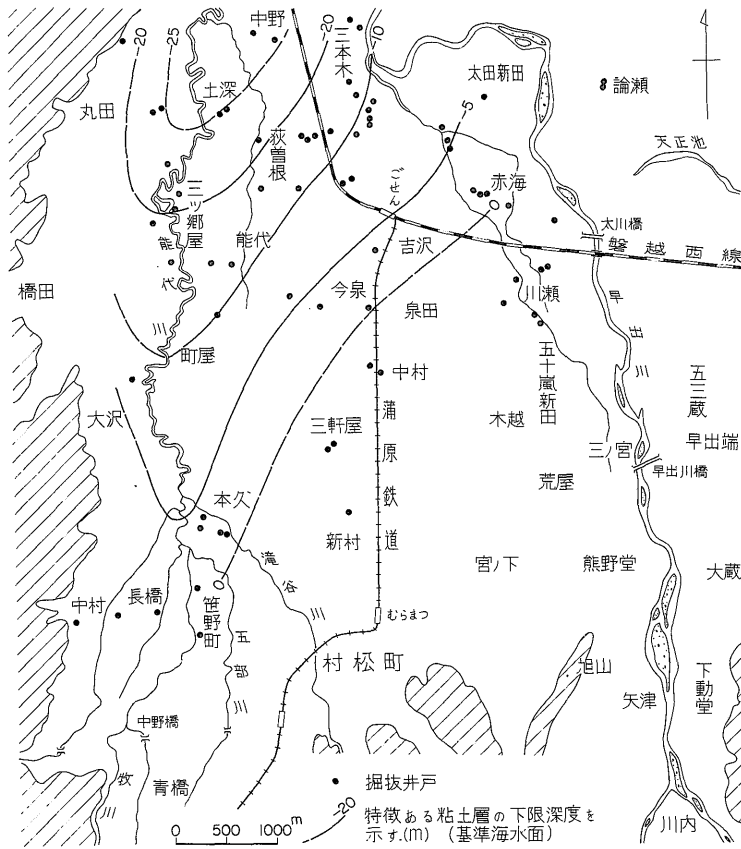 中野
-20
-25
-20
三本木
-10
太田新田
論瀬
丸田
土深
-5
天正池
荻曽根
赤海
ごせん
三ッ郷屋
能代
太川橋
吉沢
磐越西線
能代川
橋田
今泉
川瀬
泉田
早出川
町屋
中村
五十嵐新田
五三蔵
大沢
三軒屋
蒲原鉄道
木越
三ノ宮
早出端
早出川橋
荒屋
本久
新村
滝谷川
宮ノ下
熊野堂
大蔵
中村
長橋
笹野町
むらまつ
五部川
村松町
旭山
下動堂
矢津
中野橋
牧川
青橋
川内
掘抜井戸
-20
特徴ある粘土層の下限深度を
示す.(m) (基準海水面)
0 500 1000m